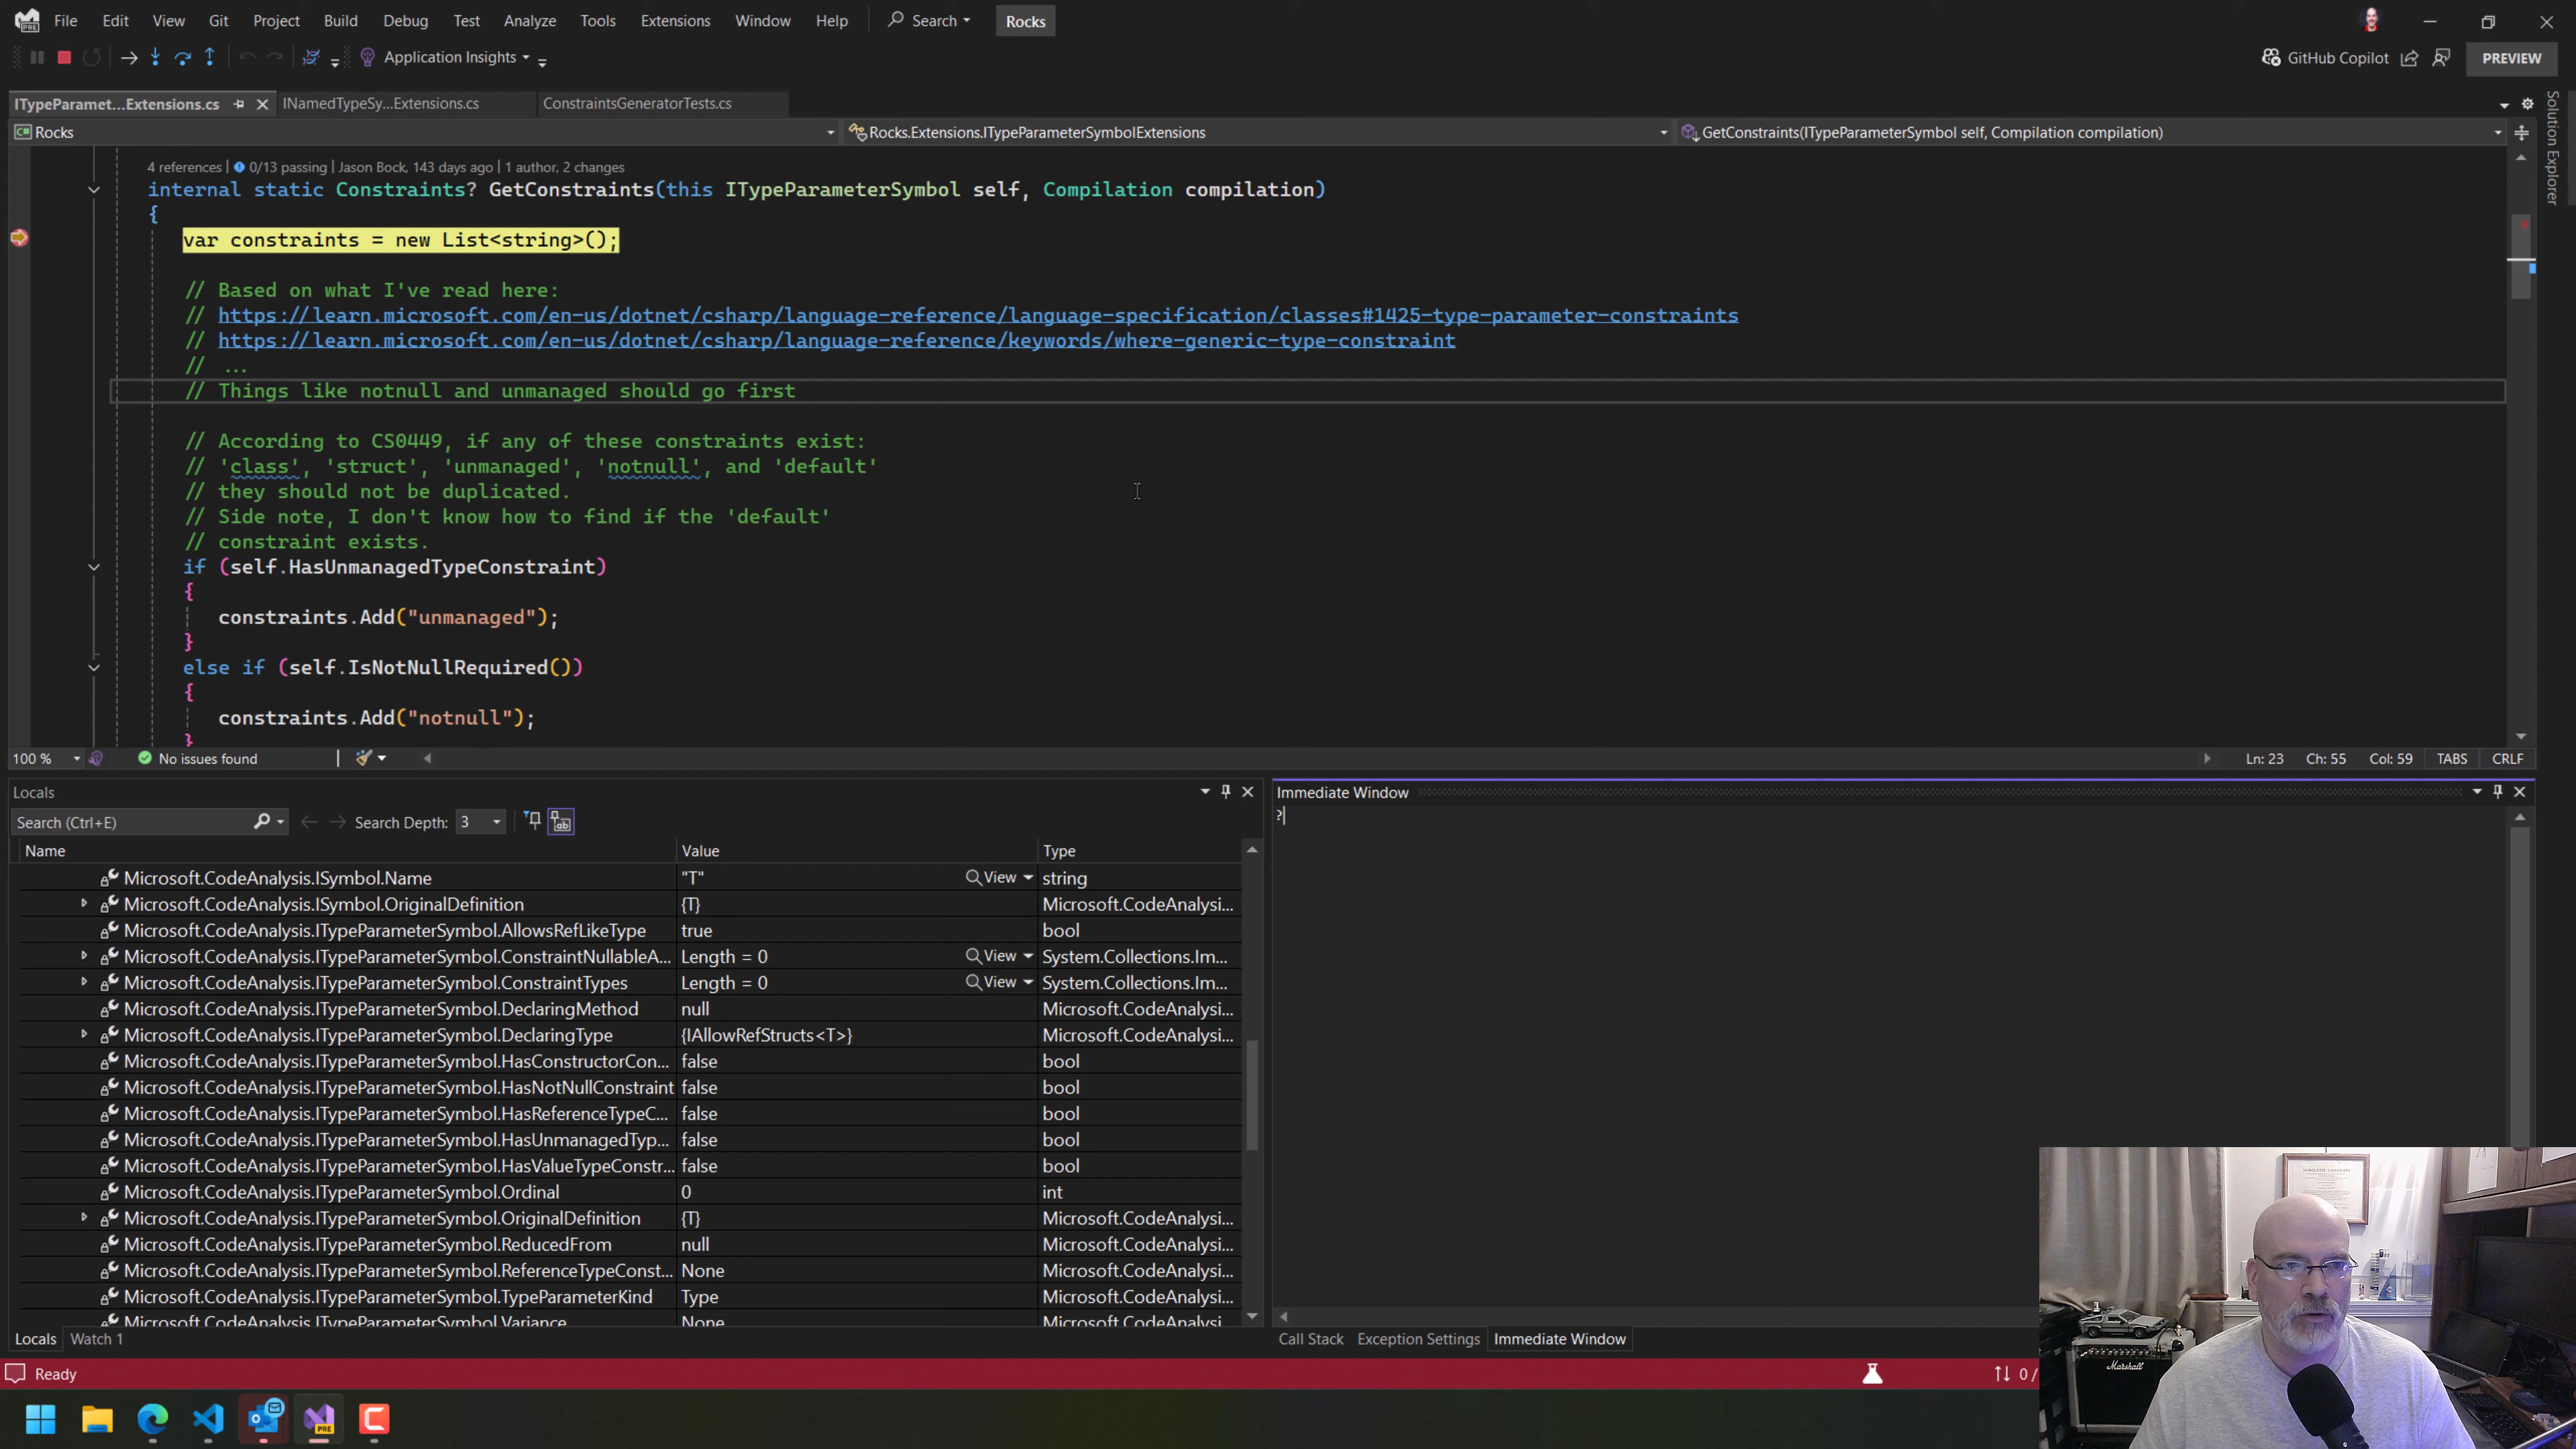 File Edit View Git Project Build Debug Test Analyze Tools Extensions Window Help Search Rocks
Application Insights GitHub Copilot PREVIEW
ITypeParamet...Extensions.cs INamedTypeSy...Extensions.cs ConstraintsGeneratorTests.cs
Rocks Rocks.Extensions.ITypeParameterSymbolExtensions GetConstraints(ITypeParameterSymbol self, Compilation compilation)
Solution Explorer
4 references | 0/13 passing | Jason Bock, 143 days ago | 1 author, 2 changes
internal static Constraints? GetConstraints(this ITypeParameterSymbol self, Compilation compilation)
{
var constraints = new List<string>();
// Based on what I've read here:
// https://learn.microsoft.com/en-us/dotnet/csharp/language-reference/language-specification/classes#1425-type-parameter-constraints
// https://learn.microsoft.com/en-us/dotnet/csharp/language-reference/keywords/where-generic-type-constraint
// ...
// Things like notnull and unmanaged should go first
// According to CS0449, if any of these constraints exist:
// 'class', 'struct', 'unmanaged', 'notnull', and 'default'
// they should not be duplicated.
// Side note, I don't know how to find if the 'default'
// constraint exists.
if (self.HasUnmanagedTypeConstraint)
{
constraints.Add("unmanaged");
}
else if (self.IsNotNullRequired())
{
constraints.Add("notnull");
}
100 % No issues found Ln: 23 Ch: 55 Col: 59 TABS CRLF
Locals
Search (Ctrl+E) Search Depth: 3
Name Value Type
Microsoft.CodeAnalysis.ISymbol.Name "T" View string
Microsoft.CodeAnalysis.ISymbol.OriginalDefinition {T} Microsoft.CodeAnalysi...
Microsoft.CodeAnalysis.ITypeParameterSymbol.AllowsRefLikeType true bool
Microsoft.CodeAnalysis.ITypeParameterSymbol.ConstraintNullableA... Length = 0 View System.Collections.Im...
Microsoft.CodeAnalysis.ITypeParameterSymbol.ConstraintTypes Length = 0 View System.Collections.Im...
Microsoft.CodeAnalysis.ITypeParameterSymbol.DeclaringMethod null Microsoft.CodeAnalysi...
Microsoft.CodeAnalysis.ITypeParameterSymbol.DeclaringType {IAllowRefStructs<T>} Microsoft.CodeAnalysi...
Microsoft.CodeAnalysis.ITypeParameterSymbol.HasConstructorCon... false bool
Microsoft.CodeAnalysis.ITypeParameterSymbol.HasNotNullConstraint false bool
Microsoft.CodeAnalysis.ITypeParameterSymbol.HasReferenceTypeC... false bool
Microsoft.CodeAnalysis.ITypeParameterSymbol.HasUnmanagedTyp... false bool
Microsoft.CodeAnalysis.ITypeParameterSymbol.HasValueTypeConstr... false bool
Microsoft.CodeAnalysis.ITypeParameterSymbol.Ordinal 0 int
Microsoft.CodeAnalysis.ITypeParameterSymbol.OriginalDefinition {T} Microsoft.CodeAnalysi...
Microsoft.CodeAnalysis.ITypeParameterSymbol.ReducedFrom null Microsoft.CodeAnalysi...
Microsoft.CodeAnalysis.ITypeParameterSymbol.ReferenceTypeConst... None Microsoft.CodeAnalysi...
Microsoft.CodeAnalysis.ITypeParameterSymbol.TypeParameterKind Type Microsoft.CodeAnalysi...
Microsoft.CodeAnalysis.ITypeParameterSymbol.Variance None Microsoft.CodeAnalysi...
Locals Watch 1
Immediate Window
?
Call Stack Exception Settings Immediate Window
Ready 0 /
PRE
Marshall